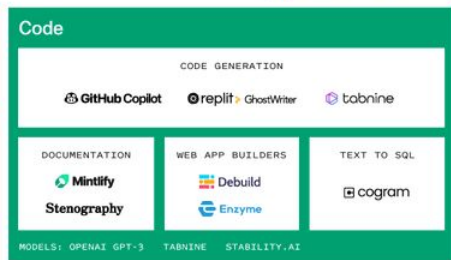 Code
CODE GENERATION
GitHub Copilot replit GhostWriter tabnine
DOCUMENTATION WEB APP BUILDERS TEXT TO SQL
Mintlify Debuild cogram
Stenography Enzyme
MODELS: OPENAI GPT-3 TABNINE STABILITY.AI